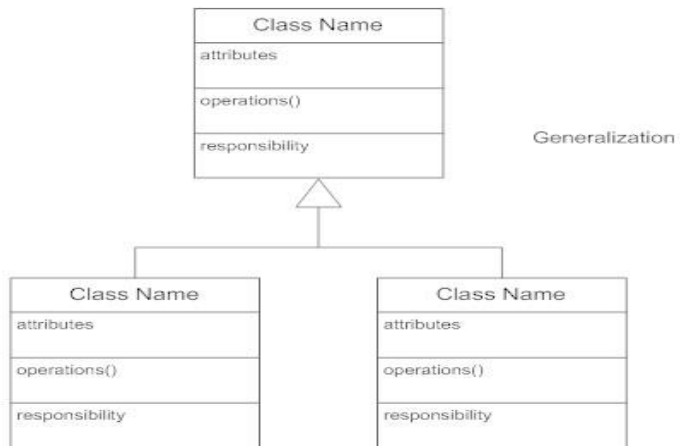 Class Name
attributes
operations()
responsibility
Generalization
Class Name
attributes
operations()
responsibility
Class Name
attributes
operations()
responsibility